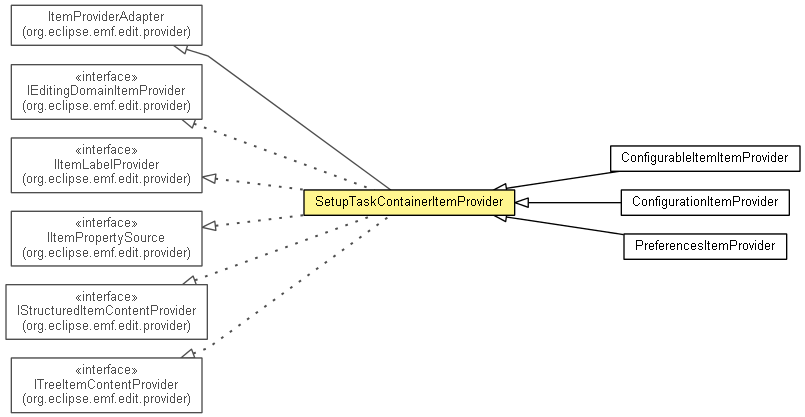 ItemProviderAdapter
(org.eclipse.emf.edit.provider)
«interface»
IEditingDomainItemProvider
(org.eclipse.emf.edit.provider)
«interface»
IItemLabelProvider
(org.eclipse.emf.edit.provider)
«interface»
IItemPropertySource
(org.eclipse.emf.edit.provider)
«interface»
IStructuredItemContentProvider
(org.eclipse.emf.edit.provider)
«interface»
ITreeItemContentProvider
(org.eclipse.emf.edit.provider)
SetupTaskContainerItemProvider
ConfigurableItemItemProvider
ConfigurationItemProvider
PreferencesItemProvider